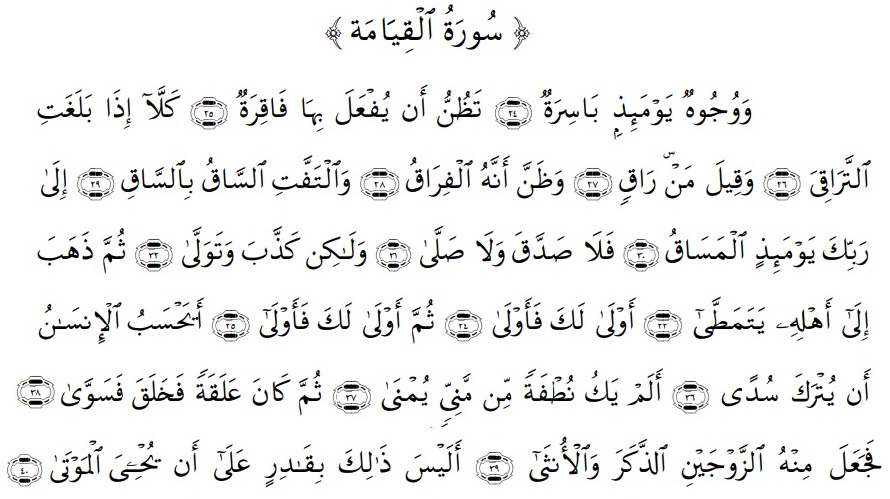 ﴿ سُورَةُ ٱلْقِيَامَة ﴾
وَوُجُوهٌ يَوْمَئِذِۭ بَاسِرَةٌ ٢٤ تَظُنُّ أَن يُفْعَلَ بِهَا فَاقِرَةٌ ٢٥ كَلَّآ إِذَا بَلَغَتِ
ٱلتَّرَاقِىَ ٢٦ وَقِيلَ مَنْۜ رَاقٍ ٢٧ وَظَنَّ أَنَّهُ ٱلْفِرَاقُ ٢٨ وَٱلْتَفَّتِ ٱلسَّاقُ بِٱلسَّاقِ ٢٩ إِلَىٰ
رَبِّكَ يَوْمَئِذٍ ٱلْمَسَاقُ ٣٠ فَلَا صَدَّقَ وَلَا صَلَّىٰ ٣١ وَلَـٰكِن كَذَّبَ وَتَوَلَّىٰ ٣٢ ثُمَّ ذَهَبَ
إِلَىٰٓ أَهْلِهِۦ يَتَمَطَّىٰٓ ٣٣ أَوْلَىٰ لَكَ فَأَوْلَىٰ ٣٤ ثُمَّ أَوْلَىٰ لَكَ فَأَوْلَىٰٓ ٣٥ أَيَحْسَبُ ٱلْإِنسَـٰنُ
أَن يُتْرَكَ سُدًى ٣٦ أَلَمْ يَكُ نُطْفَةً مِّن مَّنِىٍّ يُمْنَىٰ ٣٧ ثُمَّ كَانَ عَلَقَةً فَخَلَقَ فَسَوَّىٰ ٣٨
فَجَعَلَ مِنْهُ ٱلزَّوْجَيْنِ ٱلذَّكَرَ وَٱلْأُنثَىٰٓ ٣٩ أَلَيْسَ ذَٰلِكَ بِقَـٰدِرٍ عَلَىٰٓ أَن يُحْـِۧىَ ٱلْمَوْتَىٰ ٤٠